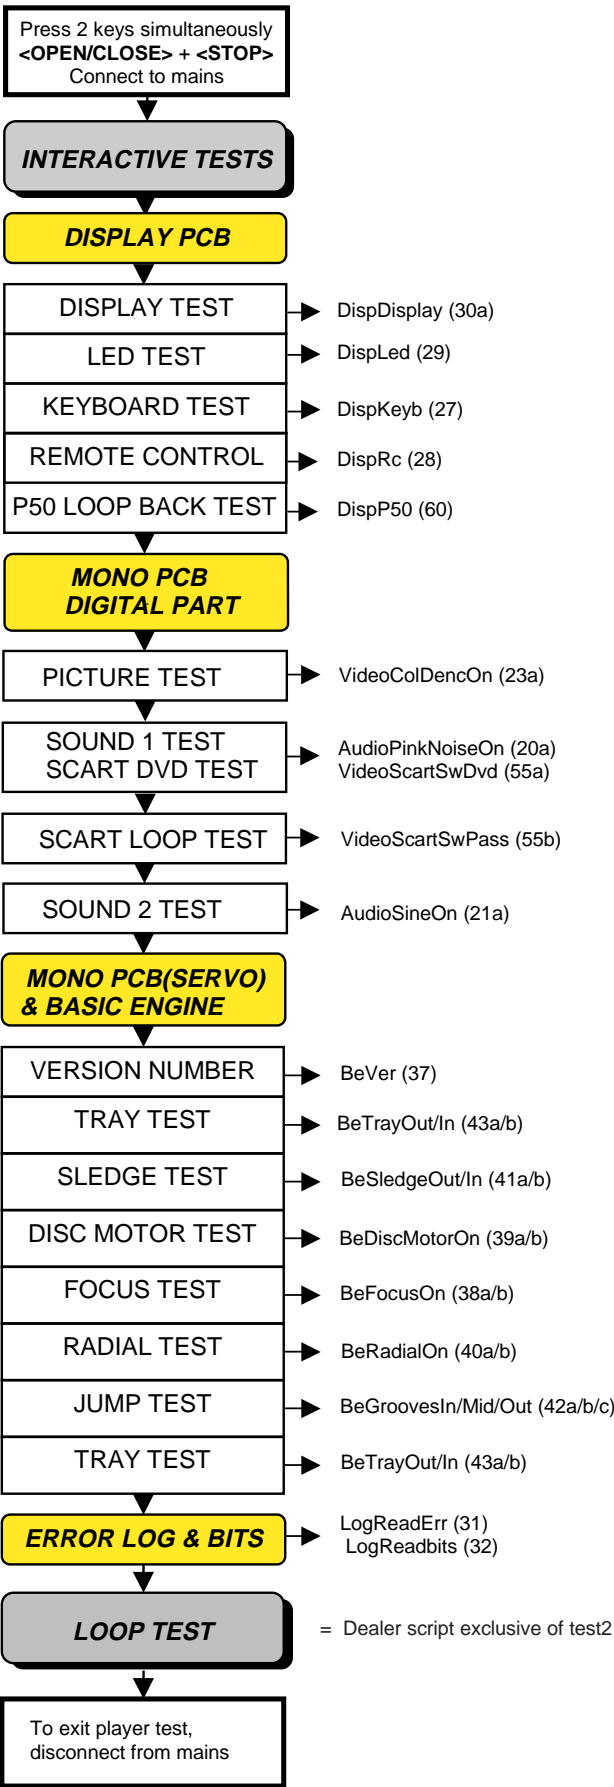 Press 2 keys simultaneously
<OPEN/CLOSE> + <STOP>
Connect to mains
INTERACTIVE TESTS
DISPLAY PCB
DISPLAY TEST
DispDisplay (30a)
LED TEST
DispLed (29)
KEYBOARD TEST
DispKeyb (27)
REMOTE CONTROL
DispRc (28)
P50 LOOP BACK TEST
DispP50 (60)
MONO PCB
DIGITAL PART
PICTURE TEST
VideoColDencOn (23a)
SOUND 1 TEST
SCART DVD TEST
AudioPinkNoiseOn (20a)
VideoScartSwDvd (55a)
SCART LOOP TEST
VideoScartSwPass (55b)
SOUND 2 TEST
AudioSineOn (21a)
MONO PCB(SERVO)
& BASIC ENGINE
VERSION NUMBER
BeVer (37)
TRAY TEST
BeTrayOut/In (43a/b)
SLEDGE TEST
BeSledgeOut/In (41a/b)
DISC MOTOR TEST
BeDiscMotorOn (39a/b)
FOCUS TEST
BeFocusOn (38a/b)
RADIAL TEST
BeRadialOn (40a/b)
JUMP TEST
BeGroovesIn/Mid/Out (42a/b/c)
TRAY TEST
BeTrayOut/In (43a/b)
ERROR LOG & BITS
LogReadErr (31)
LogReadbits (32)
LOOP TEST
= Dealer script exclusive of test2
To exit player test,
disconnect from mains